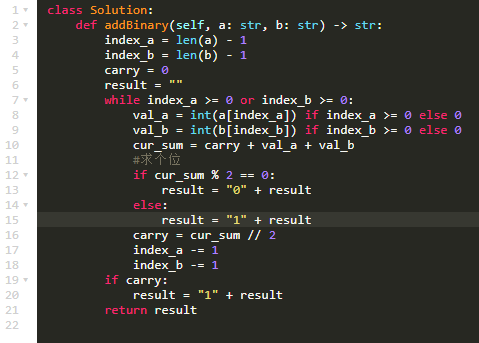 1 class Solution:
2     def addBinary(self, a: str, b: str) -> str:
3         index_a = len(a) - 1
4         index_b = len(b) - 1
5         carry = 0
6         result = ""
7         while index_a >= 0 or index_b >= 0:
8             val_a = int(a[index_a]) if index_a >= 0 else 0
9             val_b = int(b[index_b]) if index_b >= 0 else 0
10             cur_sum = carry + val_a + val_b
11             #求个位
12             if cur_sum % 2 == 0:
13                 result = "0" + result
14             else:
15                 result = "1" + result
16             carry = cur_sum // 2
17             index_a -= 1
18             index_b -= 1
19         if carry:
20             result = "1" + result
21         return result
22